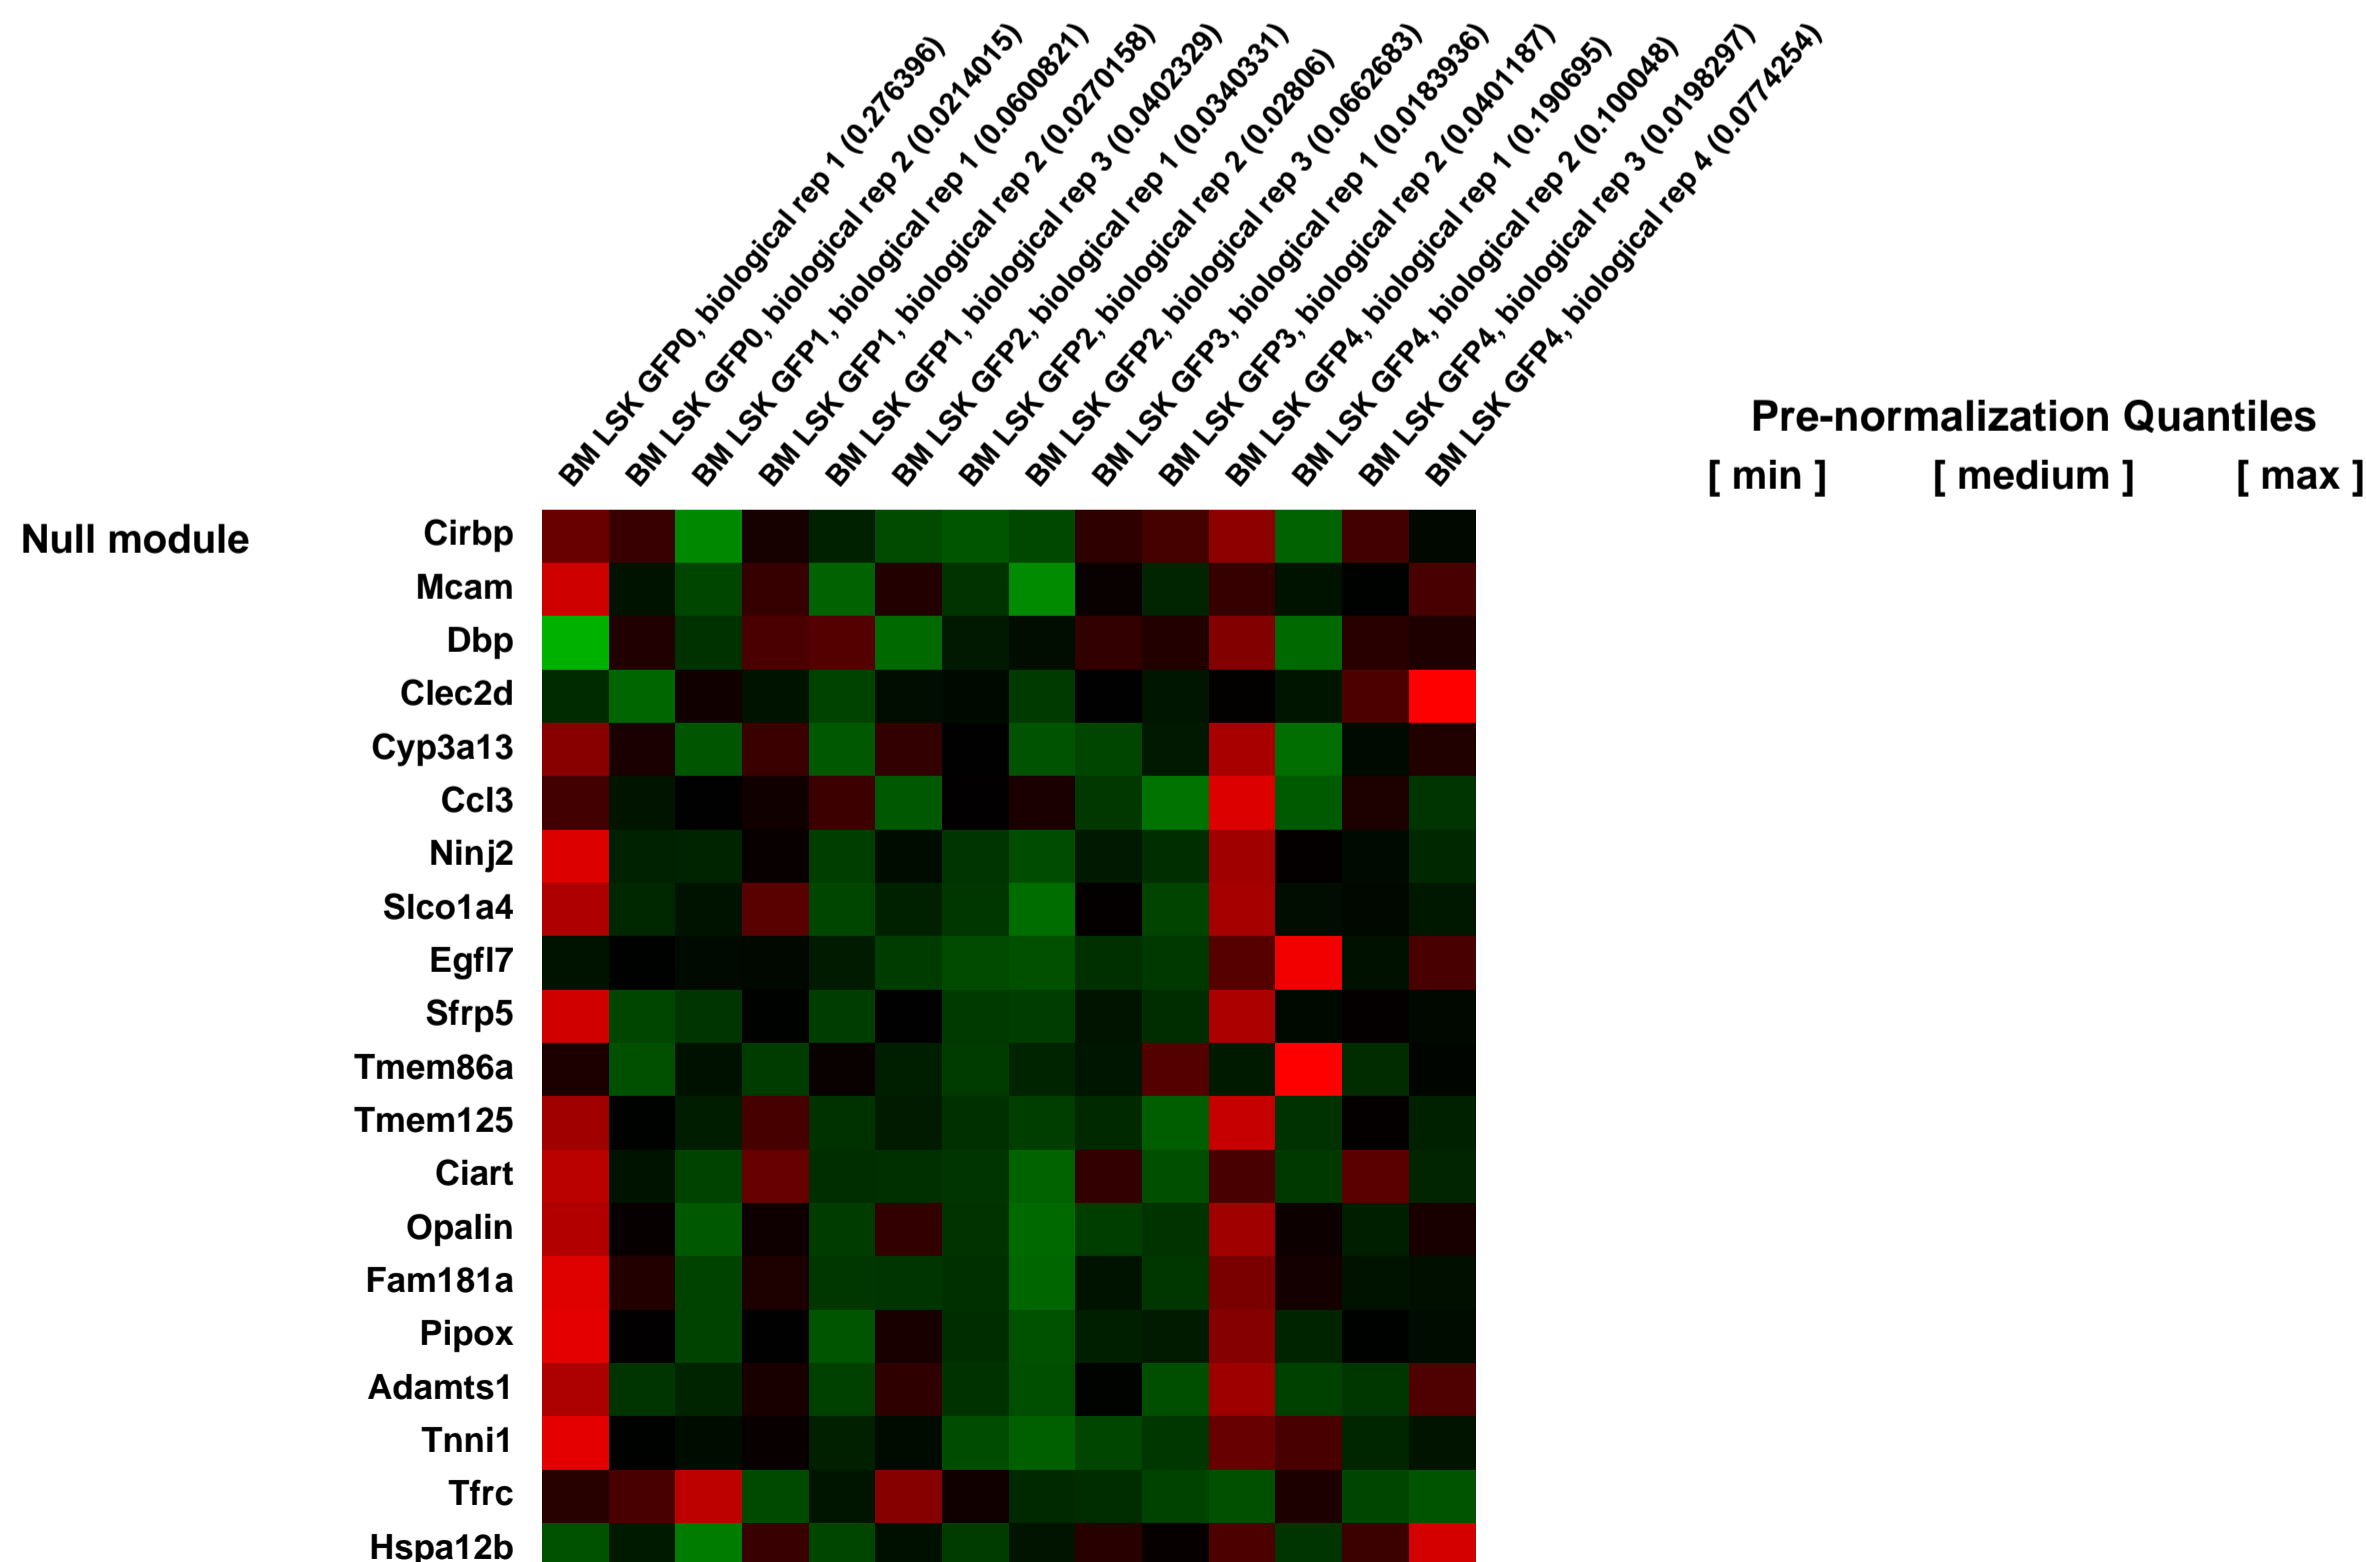 BM LSK GFP0, biological rep 1 (0.276396)
BM LSK GFP0, biological rep 2 (0.0214015)
BM LSK GFP1, biological rep 1 (0.0600821)
BM LSK GFP1, biological rep 2 (0.0270158)
BM LSK GFP1, biological rep 3 (0.0402329)
BM LSK GFP2, biological rep 1 (0.0340331)
BM LSK GFP2, biological rep 2 (0.02806)
BM LSK GFP2, biological rep 3 (0.0662683)
BM LSK GFP3, biological rep 1 (0.0183936)
BM LSK GFP3, biological rep 2 (0.0401187)
BM LSK GFP4, biological rep 1 (0.190695)
BM LSK GFP4, biological rep 2 (0.100048)
BM LSK GFP4, biological rep 3 (0.0198297)
BM LSK GFP4, biological rep 4 (0.0774254)
Pre-normalization Quantiles
[ min ] [ medium ] [ max ]
Null module
Cirbp
Mcam
Dbp
Clec2d
Cyp3a13
Ccl3
Ninj2
Slco1a4
Egfl7
Sfrp5
Tmem86a
Tmem125
Ciart
Opalin
Fam181a
Pipox
Adamts1
Tnni1
Tfrc
Hspa12b